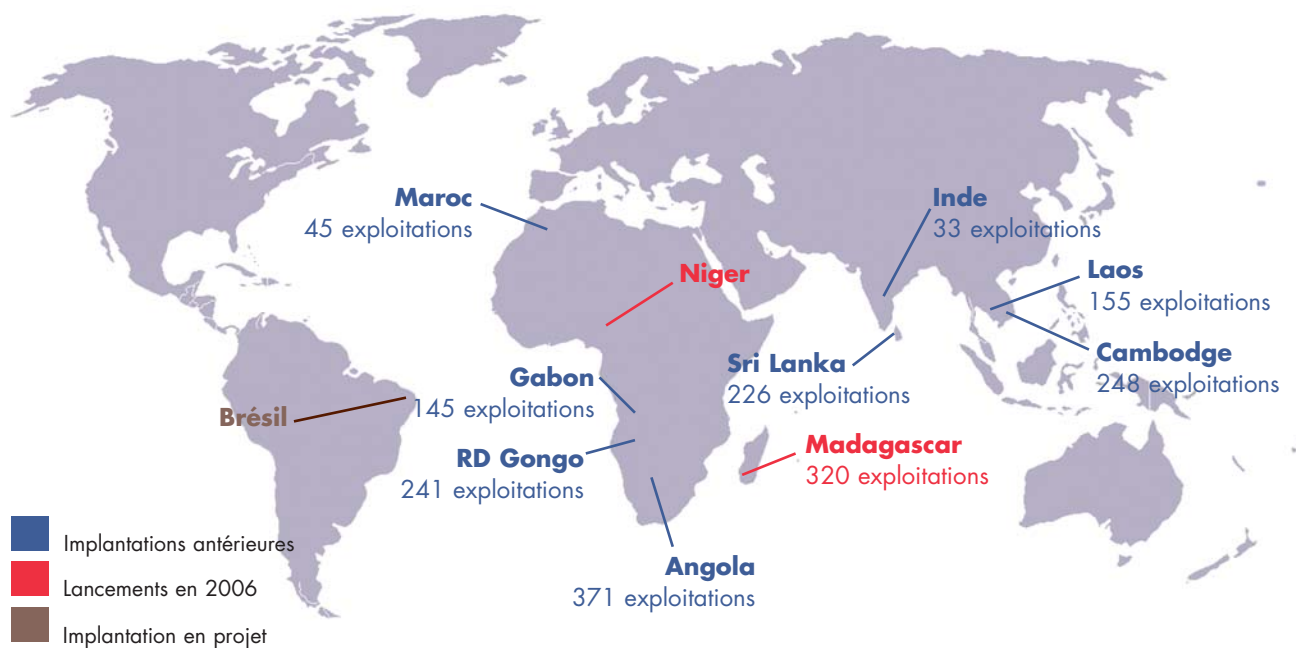 Maroc
45 exploitations
Inde
33 exploitations
Niger
Laos
155 exploitations
Sri Lanka
226 exploitations
Cambodge
248 exploitations
Gabon
145 exploitations
Brésil
RD Gongo
241 exploitations
Madagascar
320 exploitations
Angola
371 exploitations
Implantations antérieures
Lancements en 2006
Implantation en projet